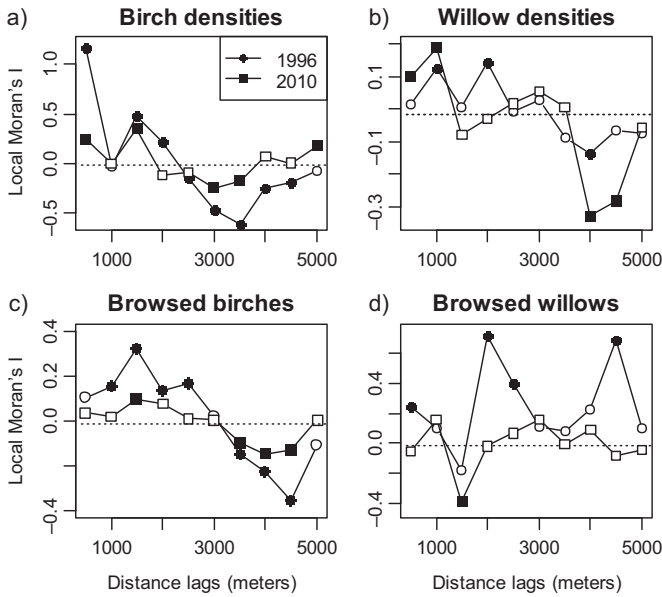 a) Birch densities
1.0
0.5
0.0
−0.5
Local Moran's I
1996
2010
1000 3000 5000
b) Willow densities
0.1
−0.1
−0.3
1000 3000 5000
c) Browsed birches
0.4
0.2
0.0
−0.4
Local Moran's I
1000 3000 5000
Distance lags (meters)
d) Browsed willows
0.4
0.0
−0.4
1000 3000 5000
Distance lags (meters)